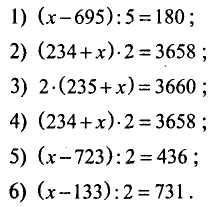 1) (x−695):5=180;
2) (234+x)·2=3658;
3) 2·(235+x)=3660;
4) (234+x)·2=3658;
5) (x−723):2=436;
6) (x−133):2=731.